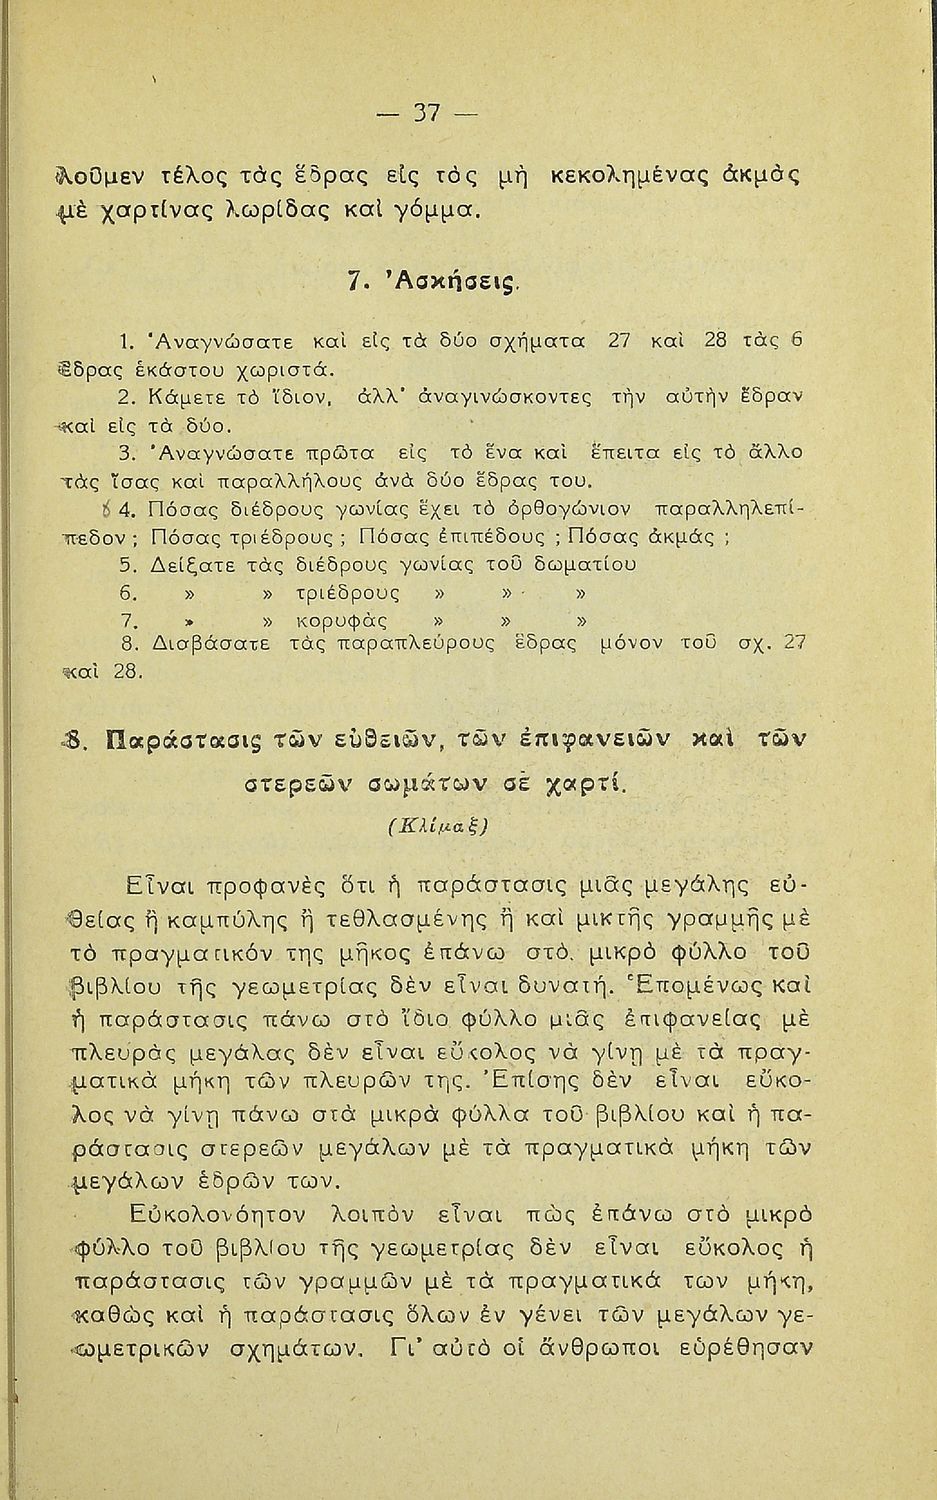 — 37 —
λοῦμεν τέλος τὰς ἕδρας εἰς τὰς μὴ κεκολημένας ἀκμὰς
μὲ χαρτίνας λωρίδας καὶ γόμμα.
7. Ἀσκήσεις.
1. Ἀναγνώσατε καὶ εἰς τὰ δύο σχήματα 27 καὶ 28 τὰς 6
ἕδρας ἑκάστου χωριστά.
2. Κάμετε τὸ ἴδιον, ἀλλ' ἀναγινώσκοντες τὴν αὐτὴν ἕδραν
καὶ εἰς τὰ δύο.
3. Ἀναγνώσατε πρῶτα εἰς τὸ ἕνα καὶ ἔπειτα εἰς τὸ ἄλλο
τὰς ἴσας καὶ παραλλήλους ἀνὰ δύο ἕδρας του.
4. Πόσας διέδρους γωνίας ἔχει τὸ ὀρθογώνιον παραλληλεπί-
πεδον ; Πόσας τριέδρους ; Πόσας ἐπιπέδους ; Πόσας ἀκμάς ;
5. Δείξατε τὰς διέδρους γωνίας τοῦ δωματίου
6. » » τριέδρους » » »
7. » » κορυφὰς » » »
8. Διαβάσατε τὰς παραπλεύρους ἕδρας μόνον τοῦ σχ. 27
καὶ 28.
8. Παράστασις τῶν εὐθειῶν, τῶν ἐπιφανειῶν καὶ τῶν
στερεῶν σωμάτων σὲ χαρτί.
(Κλίμαξ)
Εἶναι προφανὲς ὅτι ἡ παράστασις μιᾶς μεγάλης εὐ-
θείας ἢ καμπύλης ἢ τεθλασμένης ἢ καὶ μικτῆς γραμμῆς μὲ
τὸ πραγματικόν της μῆκος ἐπάνω στὸ. μικρὸ φύλλο τοῦ
βιβλίου τῆς γεωμετρίας δὲν εἶναι δυνατή. Ἑπομένως καὶ
ἡ παράστασις πάνω στὸ ἴδιο φύλλο μιᾶς ἐπιφανείας μὲ
πλευρὰς μεγάλας δὲν εἶναι εὔκολος νὰ γίνῃ μὲ τὰ πραγ-
ματικὰ μήκη τῶν πλευρῶν της. Ἐπίσης δὲν εἶναι εὔκο-
λος νὰ γίνῃ πάνω στὰ μικρὰ φύλλα τοῦ βιβλίου καὶ ἡ πα-
ράστασις στερεῶν μεγάλων μὲ τὰ πραγματικὰ μήκη τῶν
μεγάλων ἑδρῶν των.
Εὐκολονόητον λοιπὸν εἶναι πὼς ἐπάνω στὸ μικρὸ
φύλλο τοῦ βιβλίου τῆς γεωμετρίας δὲν εἶναι εὔκολος ἡ
παράστασις τῶν γραμμῶν μὲ τὰ πραγματικά των μήκη,
καθὼς καὶ ἡ παράστασις ὅλων ἐν γένει τῶν μεγάλων γε-
ωμετρικῶν σχημάτων. Γι' αὐτὸ οἱ ἄνθρωποι εὑρέθησαν